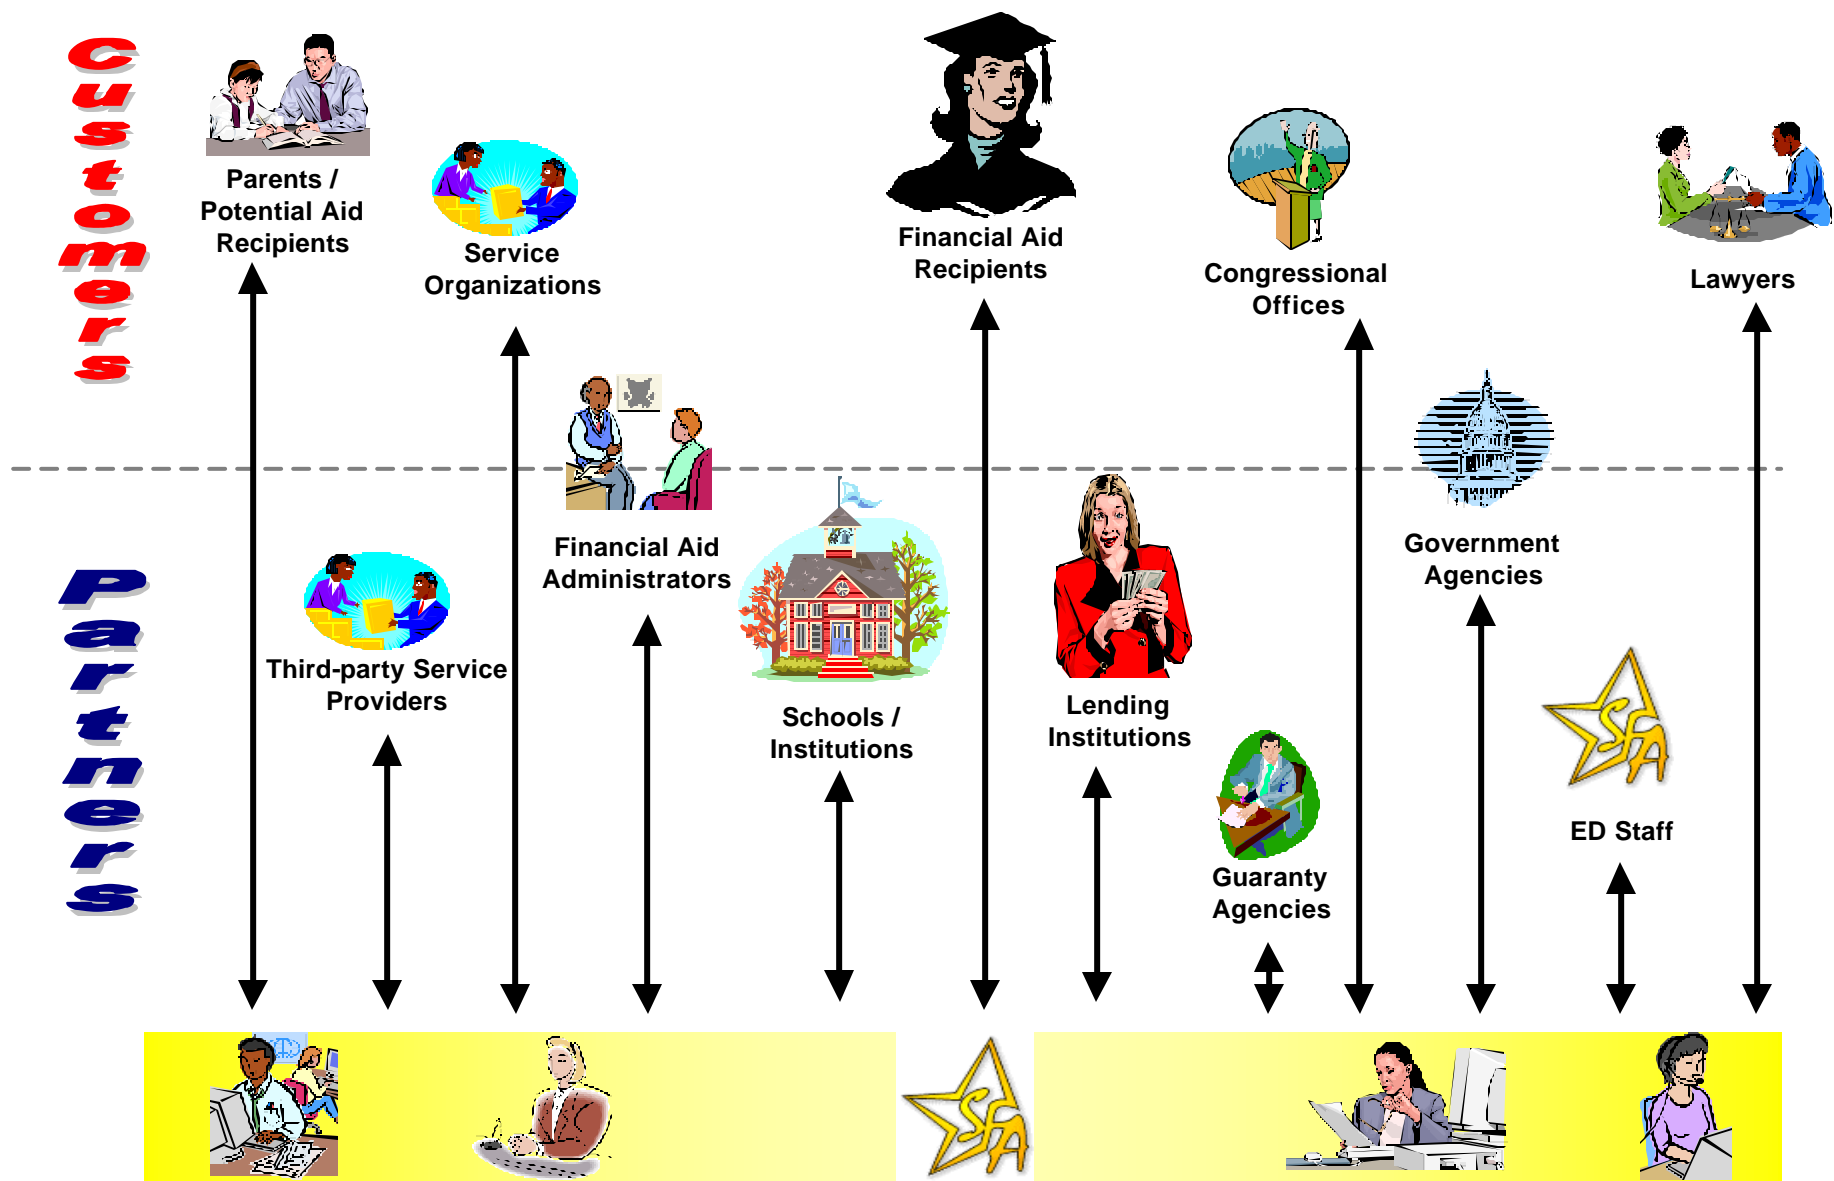 Customers
Parents /
Potential Aid
Recipients
Service
Organizations
Financial Aid
Recipients
Congressional
Offices
Lawyers
Partners
Third-party Service
Providers
Financial Aid
Administrators
Schools /
Institutions
Lending
Institutions
Guaranty
Agencies
Government
Agencies
SFA
ED Staff
SFA